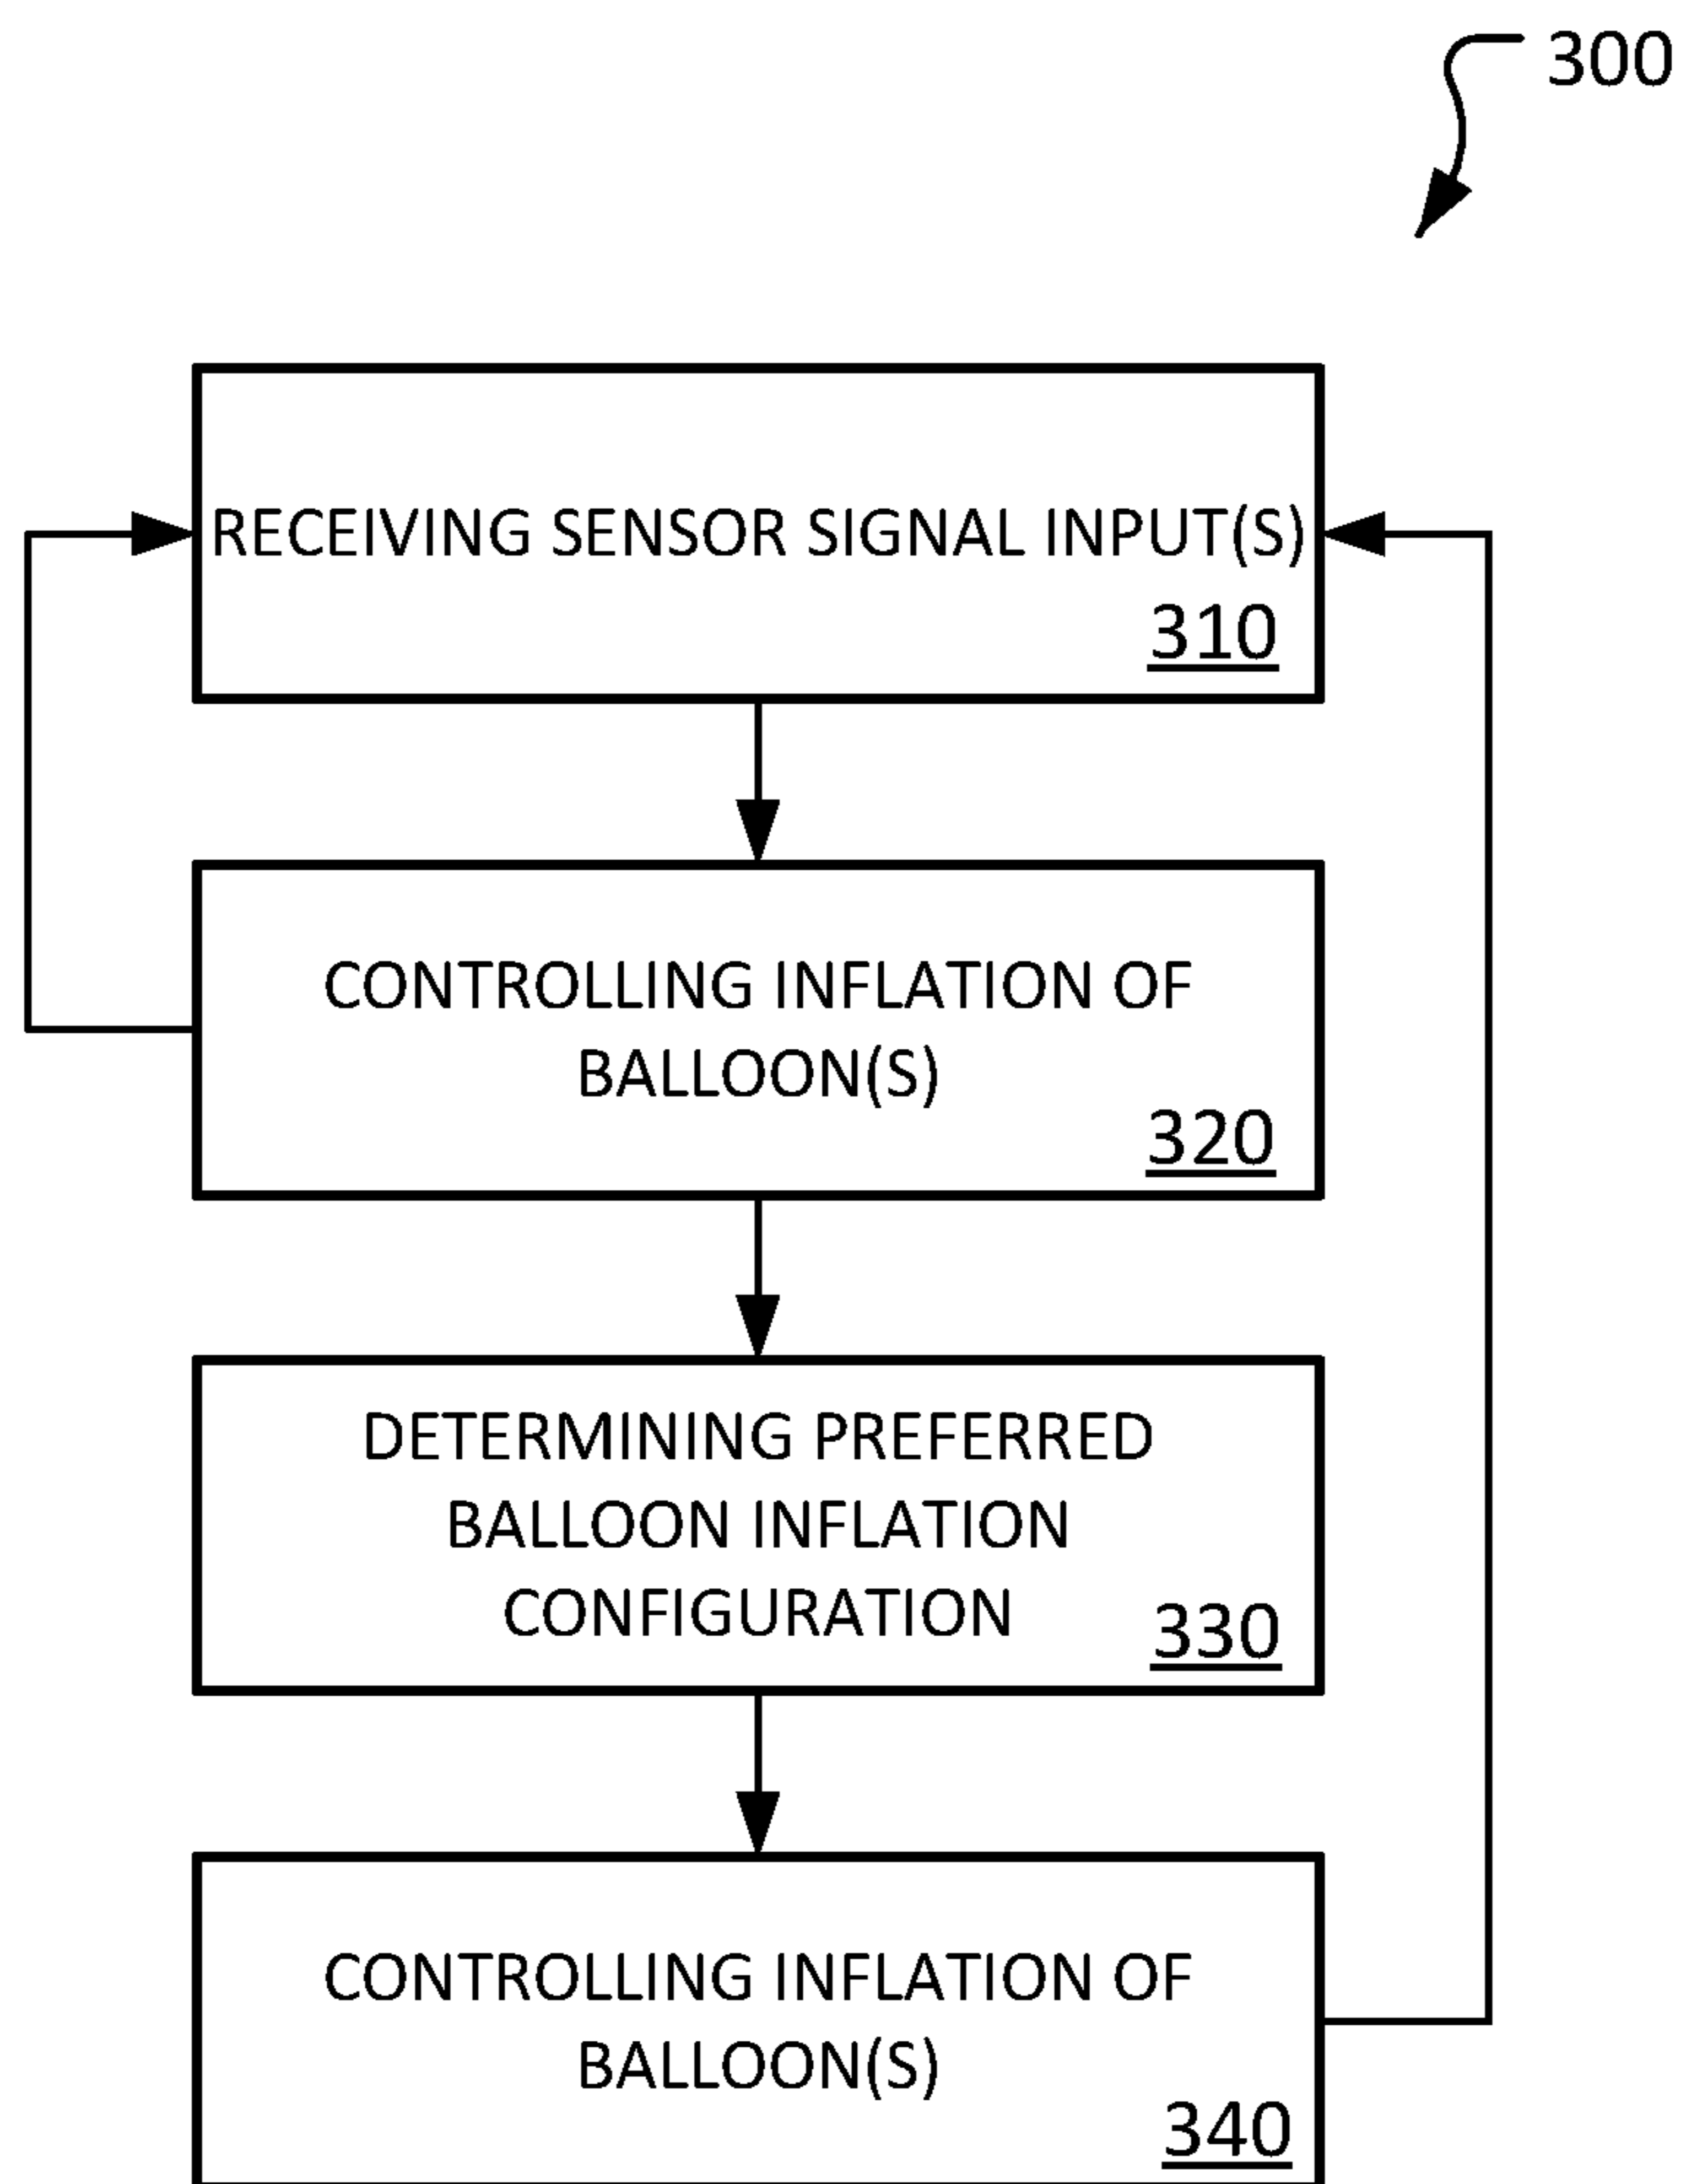 300
RECEIVING SENSOR SIGNAL INPUT(S)
310
CONTROLLING INFLATION OF
BALLOON(S)
320
DETERMINING PREFERRED
BALLOON INFLATION
CONFIGURATION
330
CONTROLLING INFLATION OF
BALLOON(S)
340